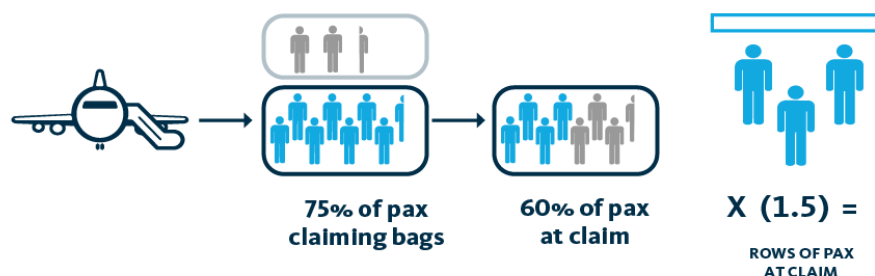 75% of pax
claiming bags
60% of pax
at claim
X (1.5) =
ROWS OF PAX
AT CLAIM